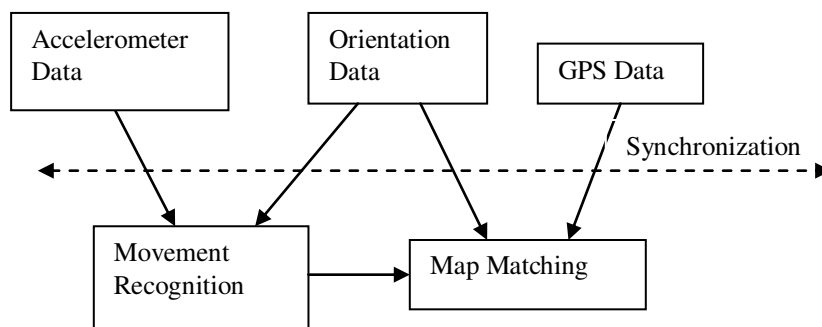 Accelerometer
Data
Orientation
Data
GPS Data
Synchronization
Movement
Recognition
Map Matching